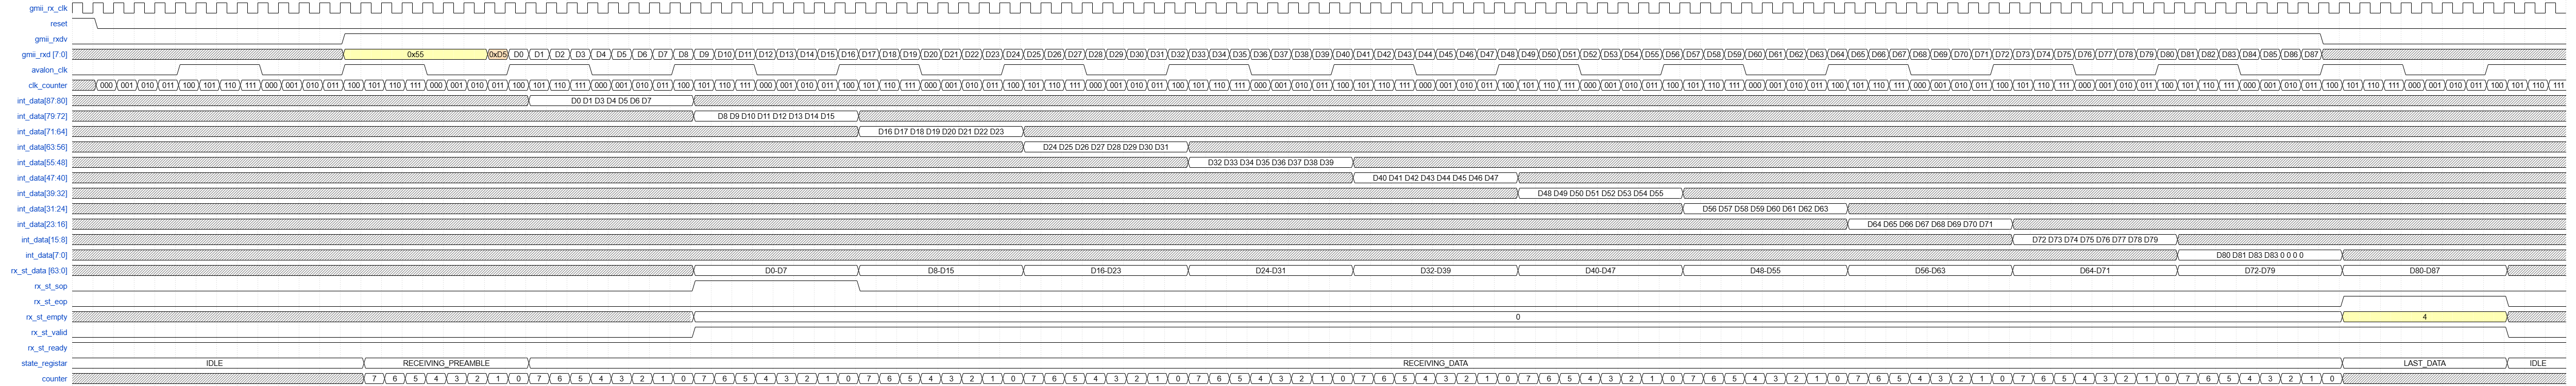 gmii_rx_clk
reset
gmii_rxdv
gmii_rxd [7:0] 0x55 0xD5 D0 D1 D2 D3 D4 D5 D6 D7 D8 D9 D10 D11 D12 D13 D14 D15 D16 D17 D18 D19 D20 D21 D22 D23 D24 D25 D26 D27 D28 D29 D30 D31 D32 D33 D34 D35 D36 D37 D38 D39 D40 D41 D42 D43 D44 D45 D46 D47 D48 D49 D50 D51 D52 D53 D54 D55 D56 D57 D58 D59 D60 D61 D62 D63 D64 D65 D66 D67 D68 D69 D70 D71 D72 D73 D74 D75 D76 D77 D78 D79 D80 D81 D82 D83 D84 D85 D86 D87
avalon_clk
clk_counter 000 001 010 011 100 101 110 111 000 001 010 011 100 101 110 111 000 001 010 011 100 101 110 111 000 001 010 011 100 101 110 111 000 001 010 011 100 101 110 111 000 001 010 011 100 101 110 111 000 001 010 011 100 101 110 111 000 001 010 011 100 101 110 111 000 001 010 011 100 101 110 111 000 001 010 011 100 101 110 111 000 001 010 011 100 101 110 111 000 001 010 011 100 101 110 111 000 001 010 011 100 101 110 111 000 001 010 011 100 101 110 111 000 001 010 011 100 101 110 111
int_data[87:80] D0 D1 D3 D4 D5 D6 D7
int_data[79:72] D8 D9 D10 D11 D12 D13 D14 D15
int_data[71:64] D16 D17 D18 D19 D20 D21 D22 D23
int_data[63:56] D24 D25 D26 D27 D28 D29 D30 D31
int_data[55:48] D32 D33 D34 D35 D36 D37 D38 D39
int_data[47:40] D40 D41 D42 D43 D44 D45 D46 D47
int_data[39:32] D48 D49 D50 D51 D52 D53 D54 D55
int_data[31:24] D56 D57 D58 D59 D60 D61 D62 D63
int_data[23:16] D64 D65 D66 D67 D68 D69 D70 D71
int_data[15:8] D72 D73 D74 D75 D76 D77 D78 D79
int_data[7:0] D80 D81 D83 D83 0 0 0 0
rx_st_data [63:0] D0-D7 D8-D15 D16-D23 D24-D31 D32-D39 D40-D47 D48-D55 D56-D63 D64-D71 D72-D79 D80-D87
rx_st_sop
rx_st_eop
rx_st_empty 0 4
rx_st_valid
rx_st_ready
state_registar IDLE RECEIVING_PREAMBLE RECEIVING_DATA LAST_DATA IDLE
counter 7 6 5 4 3 2 1 0 7 6 5 4 3 2 1 0 7 6 5 4 3 2 1 0 7 6 5 4 3 2 1 0 7 6 5 4 3 2 1 0 7 6 5 4 3 2 1 0 7 6 5 4 3 2 1 0 7 6 5 4 3 2 1 0 7 6 5 4 3 2 1 0 7 6 5 4 3 2 1 0 7 6 5 4 3 2 1 0 7 6 5 4 3 2 1 0